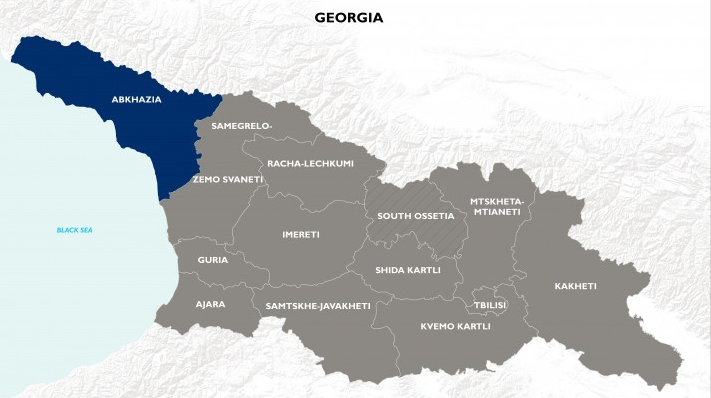 GEORGIA
ABKHAZIA
SAMEGRELO-
ZEMO SVANETI
RACHA-LECHKUMI
SOUTH OSSETIA
MTSKHETA-
MTIANETI
BLACK SEA
IMERETI
GURIA
SHIDA KARTLI
KAKHETI
AJARA
SAMTSKHE-JAVAKHETI
TBILISI
KVEMO KARTLI